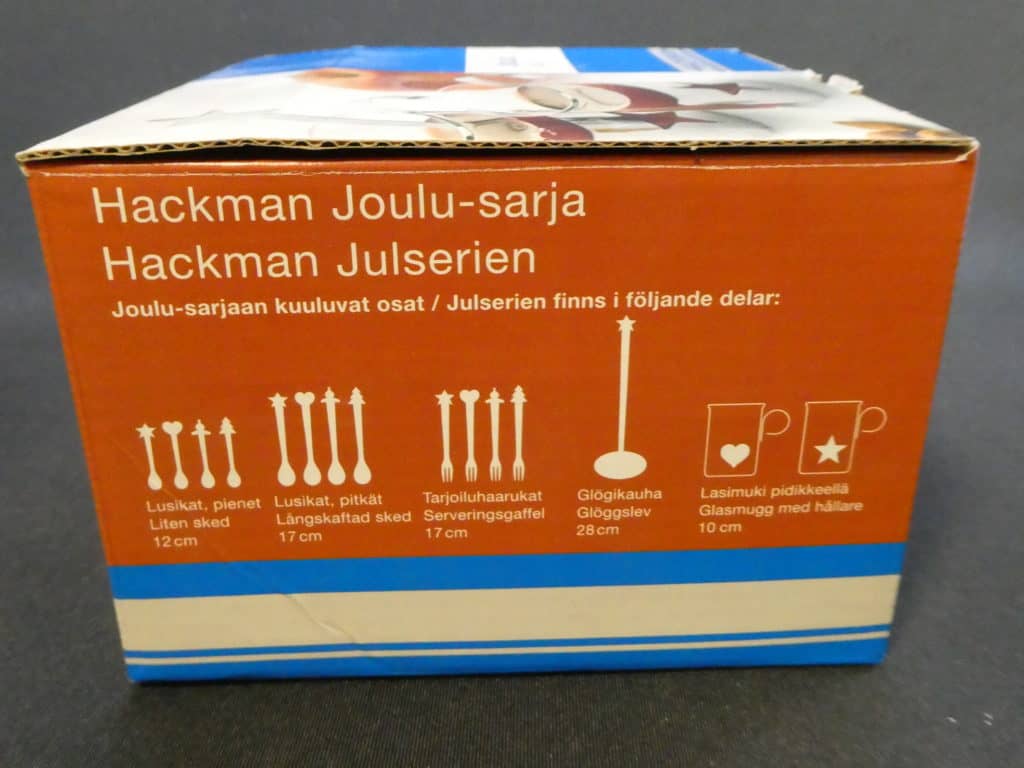 Hackman Joulu-sarja
Hackman Julserien
Joulu-sarjaan kuuluvat osat / Julserien finns i följande delar:
Lusikat, pienet
Liten sked
12 cm
Lusikat, pitkät
Långskaftad sked
17 cm
Tarjoiluhaarukat
Serveringsgaffel
17 cm
Glögikauha
Glöggslev
28 cm
Lasimuki pidikkeellä
Glasmugg med hållare
10 cm